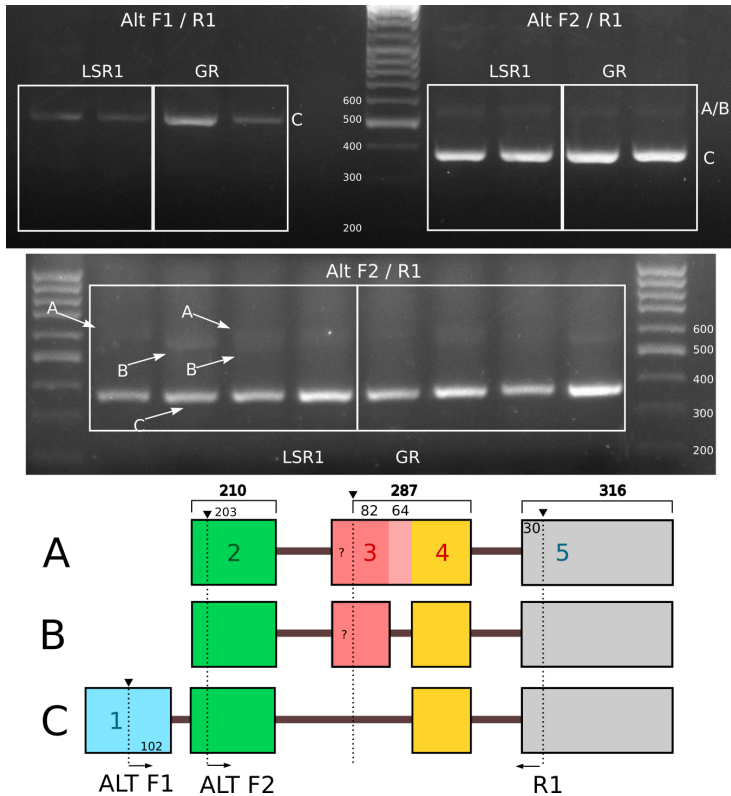 Alt F1 / R1
Alt F2 / R1
LSR1 GR
LSR1 GR
600
500
400
300
200
C
A/B
C
Alt F2 / R1
A
A
B
B
C
600
500
400
300
200
LSR1 GR
210 287 316
203 82 64 30
A 2 ? 3 4 5
B ?
C 1 102
ALT F1 ALT F2 R1